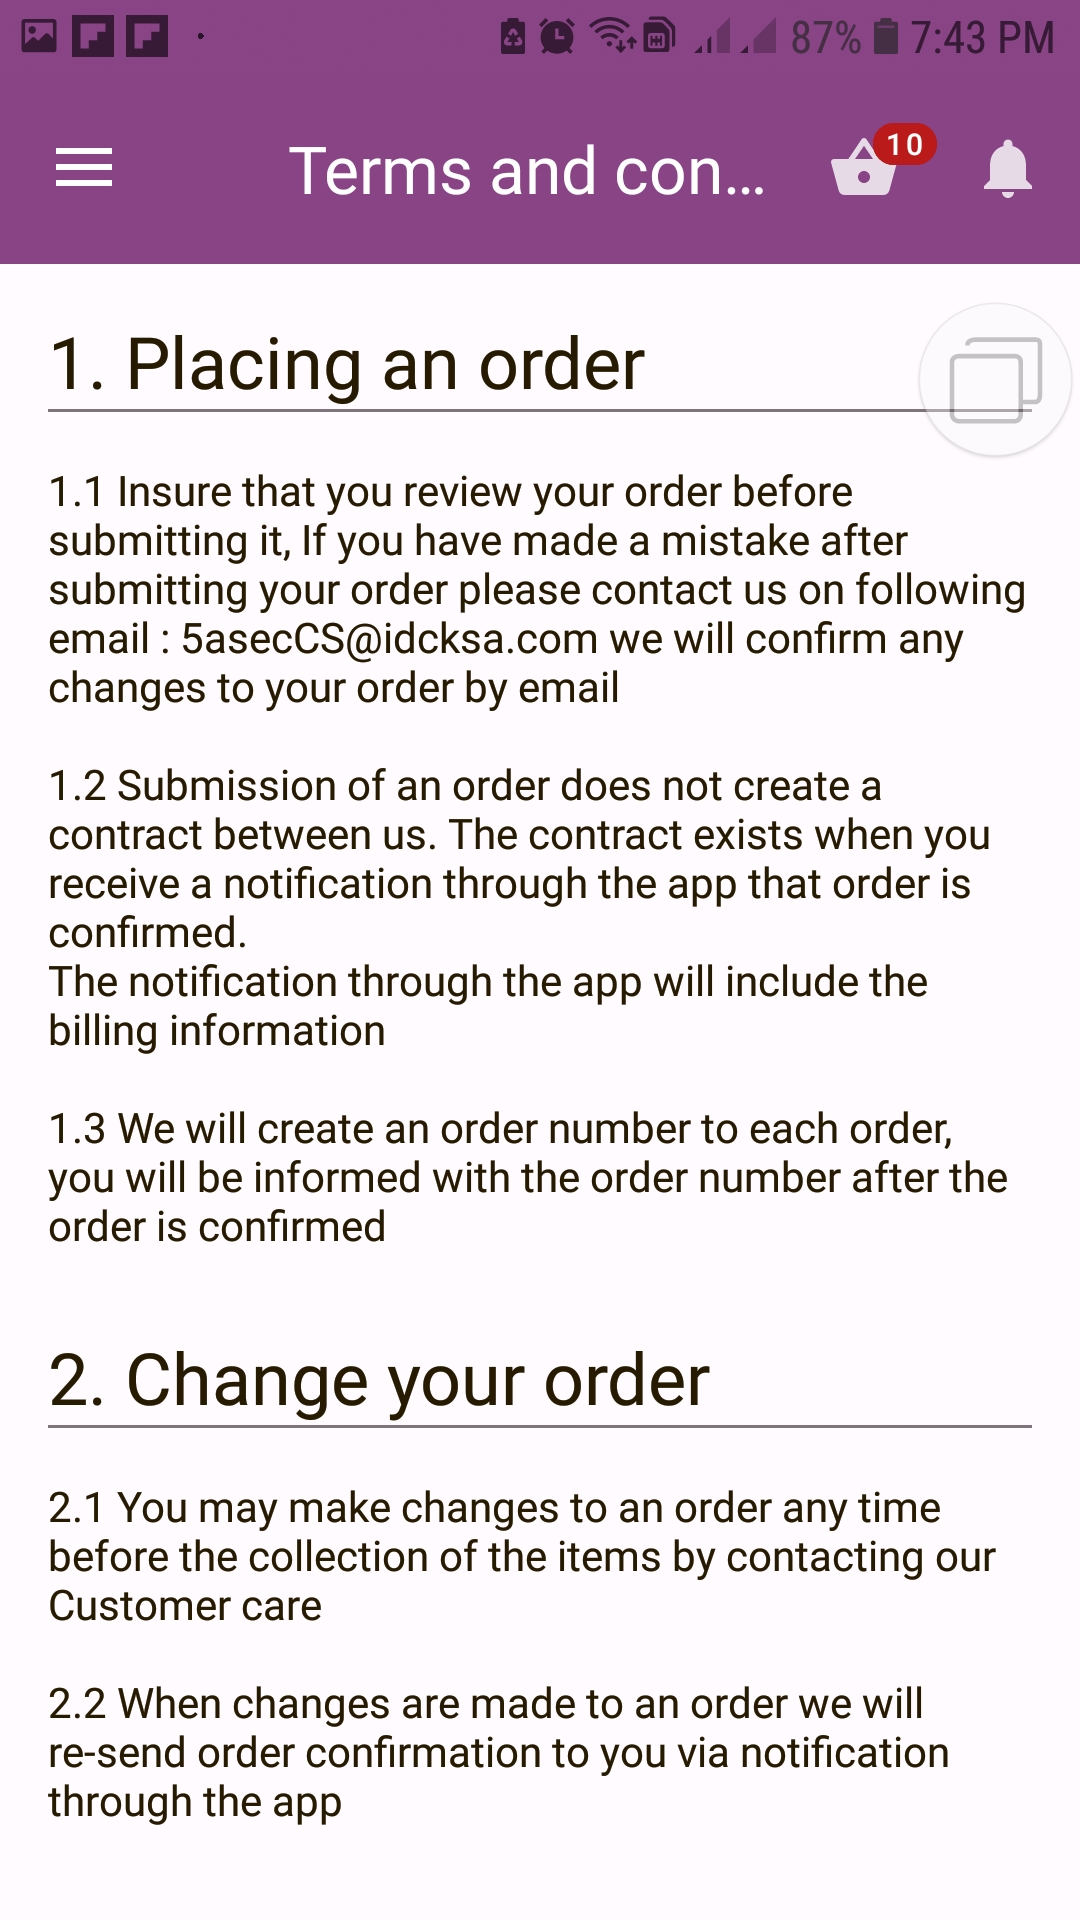 87% 7:43 PM
Terms and con... 10
1. Placing an order
1.1 Insure that you review your order before
submitting it, If you have made a mistake after
submitting your order please contact us on following
email : 5asecCS@idcksa.com we will confirm any
changes to your order by email
1.2 Submission of an order does not create a
contract between us. The contract exists when you
receive a notification through the app that order is
confirmed.
The notification through the app will include the
billing information
1.3 We will create an order number to each order,
you will be informed with the order number after the
order is confirmed
2. Change your order
2.1 You may make changes to an order any time
before the collection of the items by contacting our
Customer care
2.2 When changes are made to an order we will
re-send order confirmation to you via notification
through the app